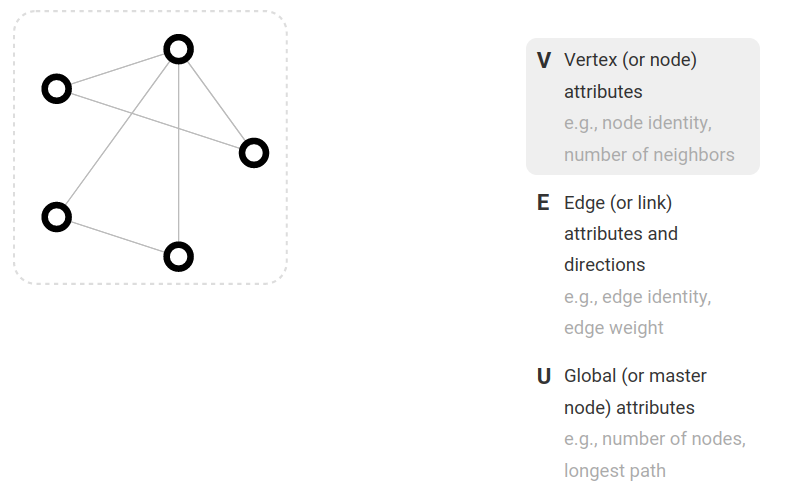 V Vertex (or node)
attributes
e.g., node identity,
number of neighbors
E Edge (or link)
attributes and
directions
e.g., edge identity,
edge weight
U Global (or master
node) attributes
e.g., number of nodes,
longest path